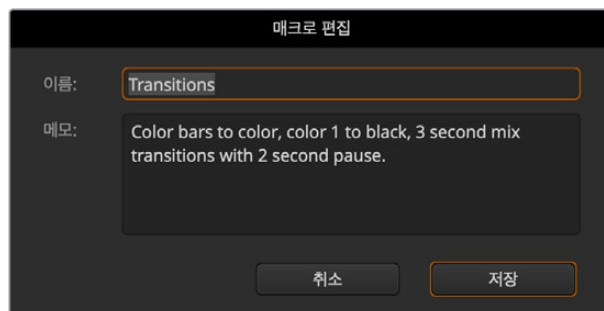 매크로 편집
이름: Transitions
메모: Color bars to color, color 1 to black, 3 second mix
transitions with 2 second pause.
취소 저장